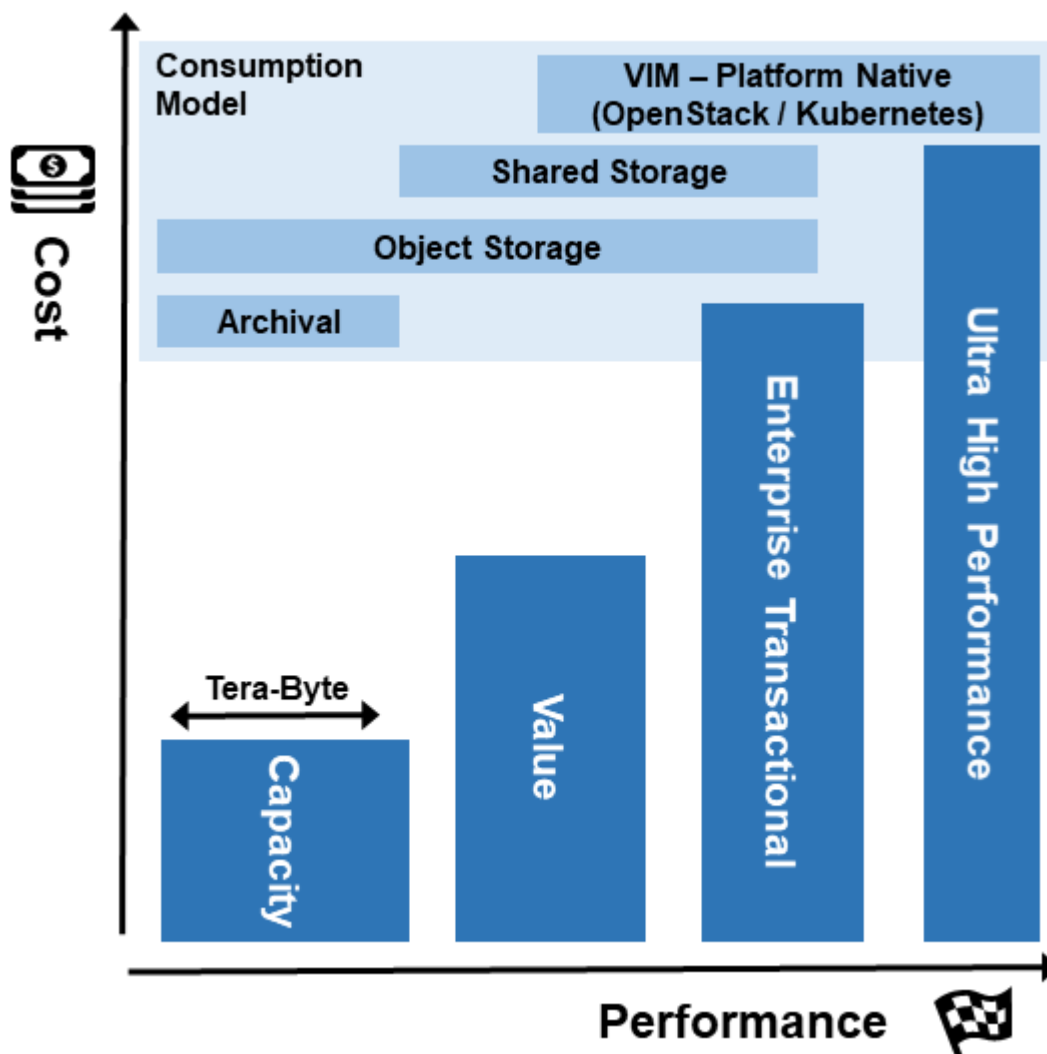 Consumption
Model
VIM – Platform Native
(OpenStack / Kubernetes)
Shared Storage
Object Storage
Archival
$
Cost
Tera-Byte
Capacity
Value
Enterprise Transactional
Ultra High Performance
Performance